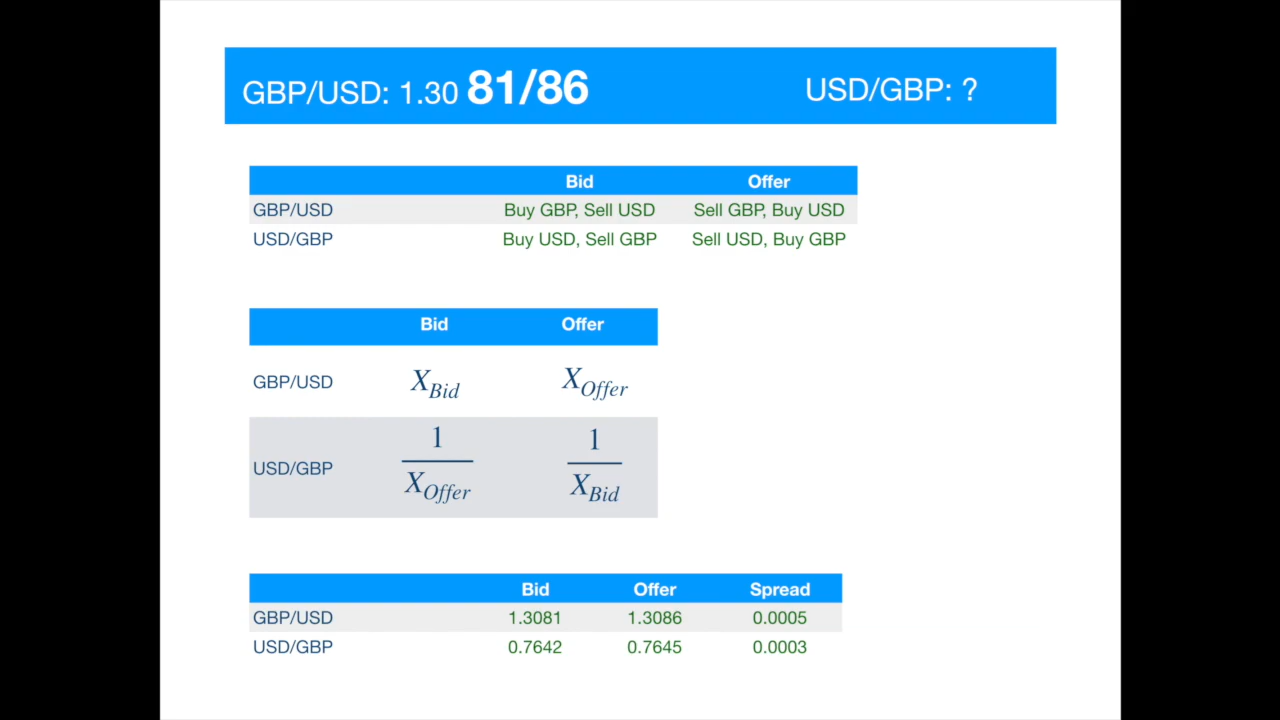 GBP/USD: 1.30 81/86 USD/GBP: ?
Bid Offer
GBP/USD Buy GBP, Sell USD Sell GBP, Buy USD
USD/GBP Buy USD, Sell GBP Sell USD, Buy GBP
Bid Offer
GBP/USD X_Bid X_Offer
USD/GBP 1/X_Offer 1/X_Bid
Bid Offer Spread
GBP/USD 1.3081 1.3086 0.0005
USD/GBP 0.7642 0.7645 0.0003